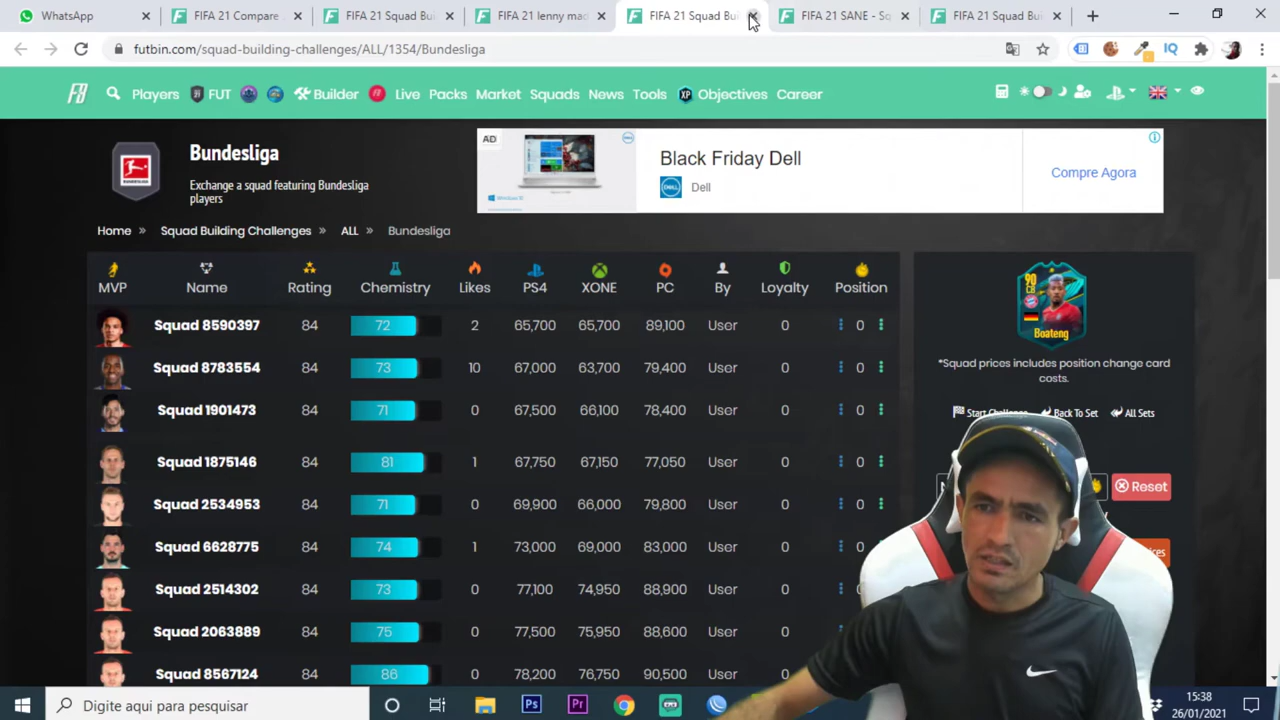 WhatsApp
FIFA 21 Compare
FIFA 21 Squad Bui
FIFA 21 lenny mad
FIFA 21 Squad Bui
FIFA 21 SANE - Sq
FIFA 21 Squad Bui
futbin.com/squad-building-challenges/ALL/1354/Bundesliga
IQ
Players FUT Builder Live Packs Market Squads News Tools XP Objectives Career
Bundesliga
Exchange a squad featuring Bundesliga
players
AD
Black Friday Dell
Dell
Compre Agora
Home » Squad Building Challenges » ALL » Bundesliga
MVP Name Rating Chemistry Likes PS4 XONE PC By Loyalty Position
Squad 8590397 84 72 2 65,700 65,700 89,100 User 0 0
Squad 8783554 84 73 10 67,000 63,700 79,400 User 0 0
Squad 1901473 84 71 0 67,500 66,100 78,400 User 0 0
Squad 1875146 84 81 1 67,750 67,150 77,050 User 0 0
Squad 2534953 84 71 0 69,900 66,000 79,800 User 0 0
Squad 6628775 84 74 1 73,000 69,000 83,000 User 0 0
Squad 2514302 84 73 0 77,100 74,950 88,900 User 0
Squad 2063889 84 75 0 77,500 75,950 88,600 User 0
Squad 8567124 84 86 0 78,200 76,750 90,500 User 0
90
CB
Boateng
*Squad prices includes position change card
costs.
Start Challenge Back To Set All Sets
Reset
Digite aqui para pesquisar
Ps
Pr
15:38
26/01/2021